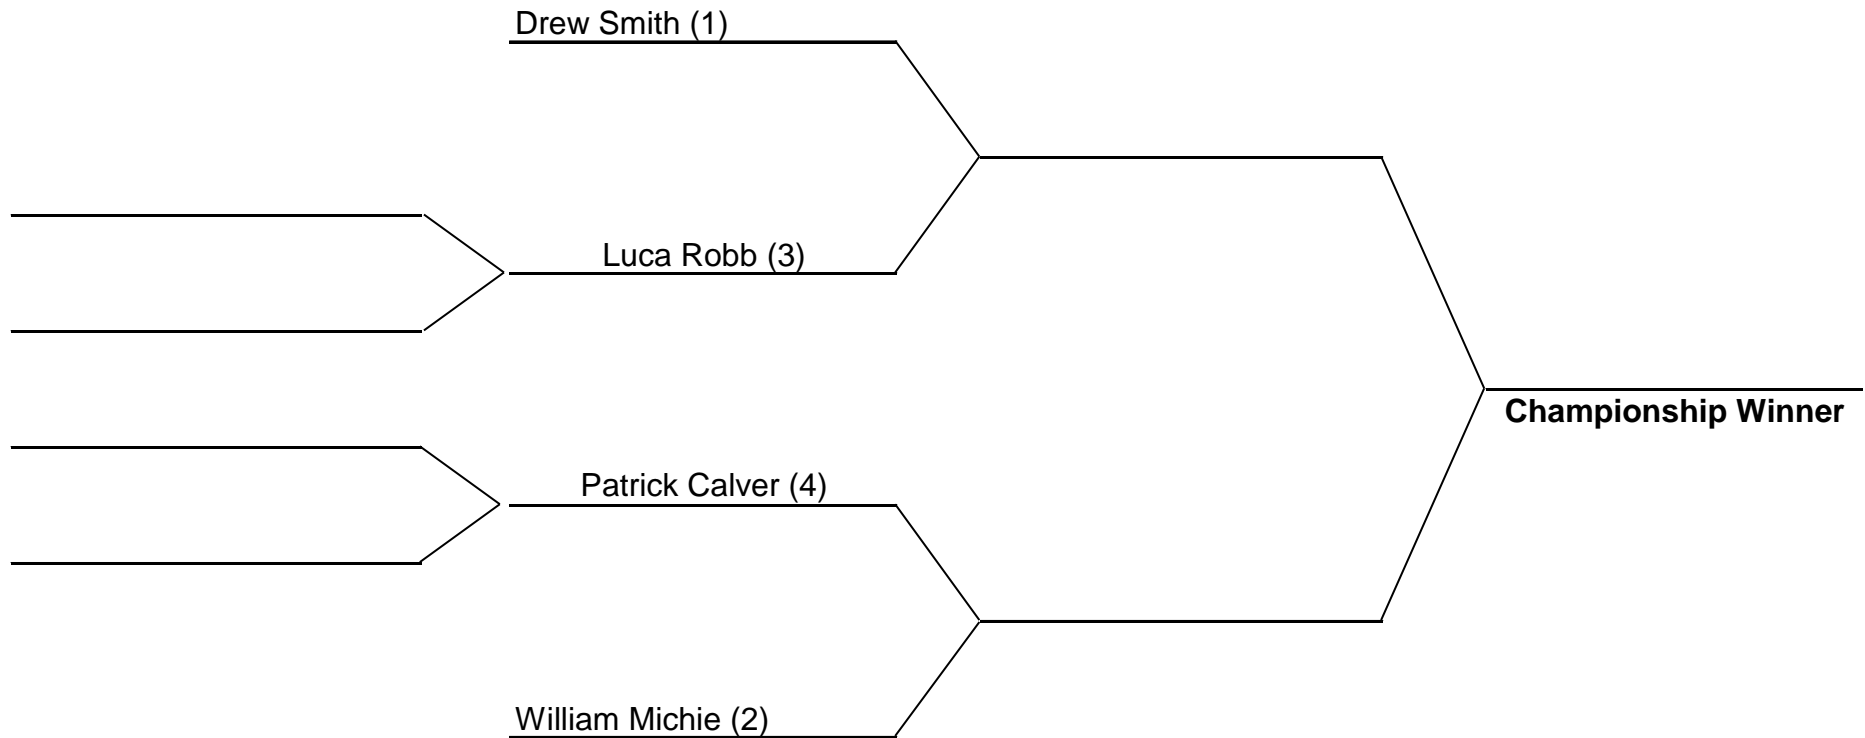 Drew Smith (1)
Luca Robb (3)
Championship Winner
Patrick Calver (4)
William Michie (2)